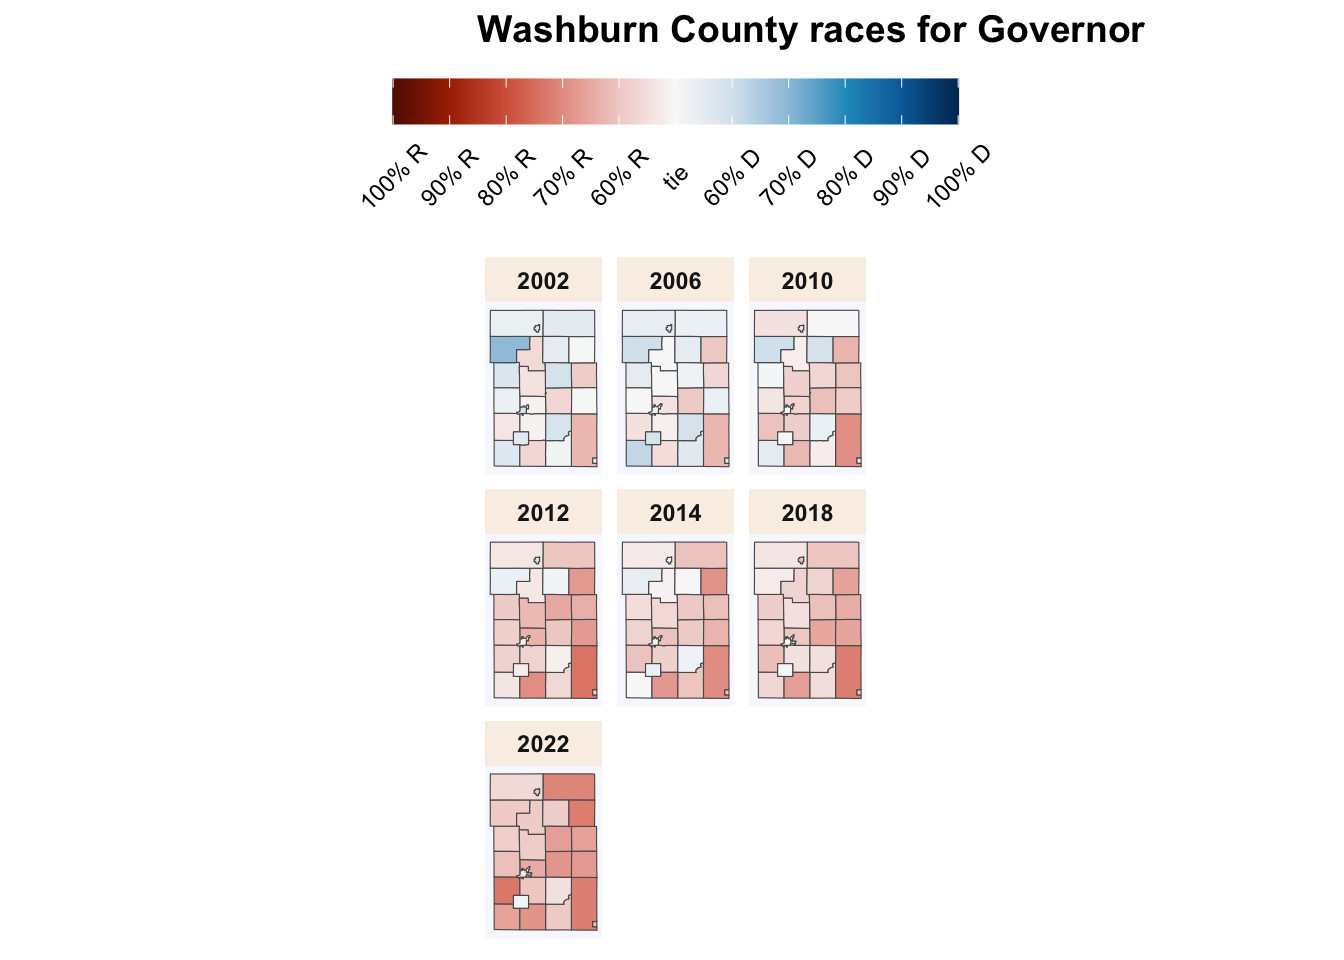 Washburn County races for Governor
100% R
90% R
80% R
70% R
60% R
tie
60% D
70% D
80% D
90% D
100% D
2002
2006
2010
2012
2014
2018
2022